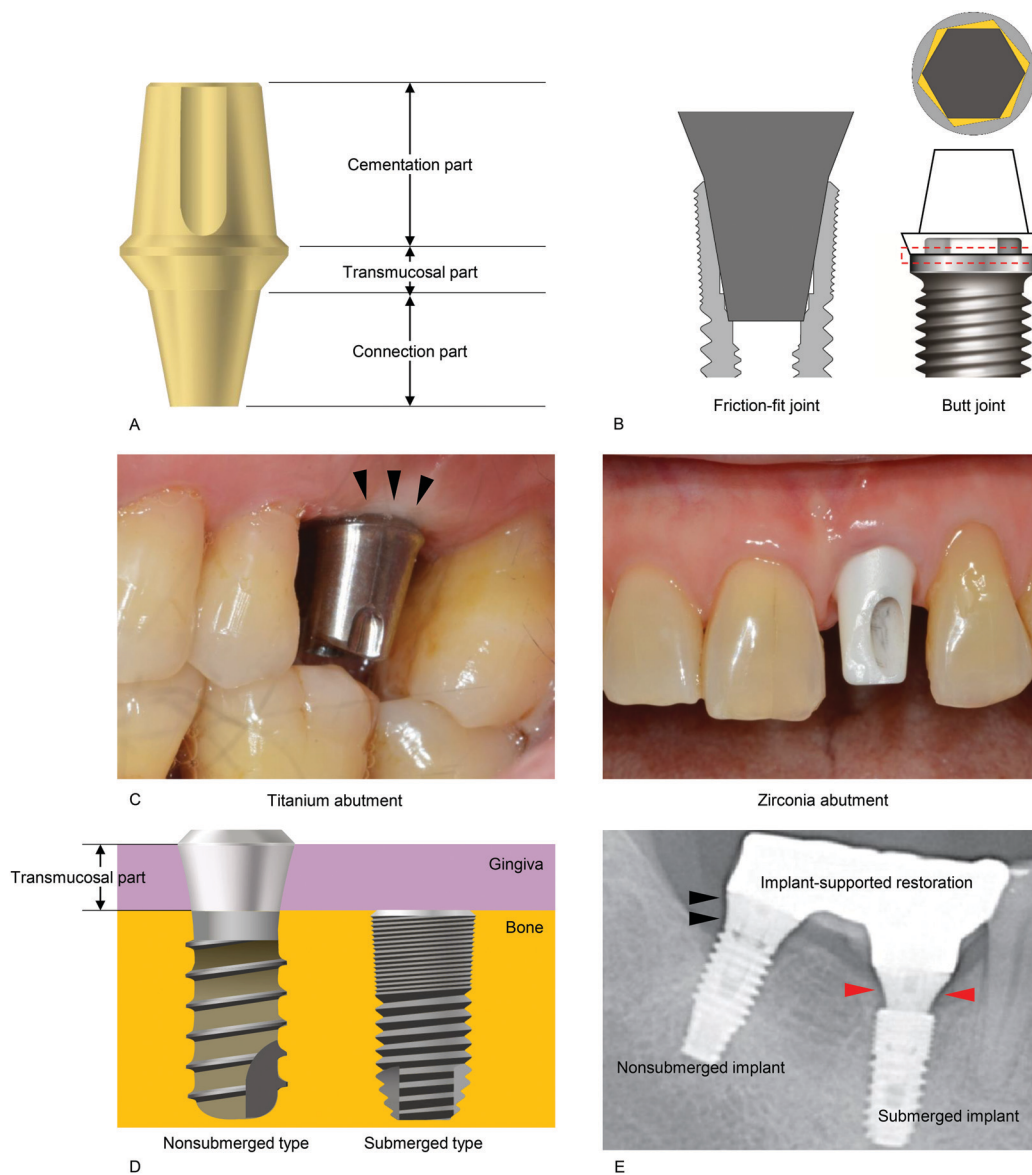 Cementation part
Transmucosal part
Connection part
A
Friction-fit joint
Butt joint
B
C
Titanium abutment
Zirconia abutment
Transmucosal part
Gingiva
Bone
Nonsubmerged type
Submerged type
D
Implant-supported restoration
Nonsubmerged implant
Submerged implant
E